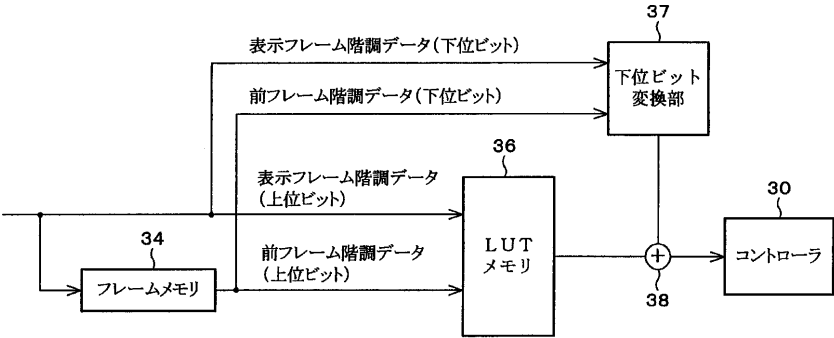 37
表示フレーム階調データ(下位ビット)
下位ビット
変換部
前フレーム階調データ(下位ビット)
36
表示フレーム階調データ
(上位ビット)
30
34
LUT
メモリ
前フレーム階調データ
(上位ビット)
コントローラ
フレームメモリ
+
38